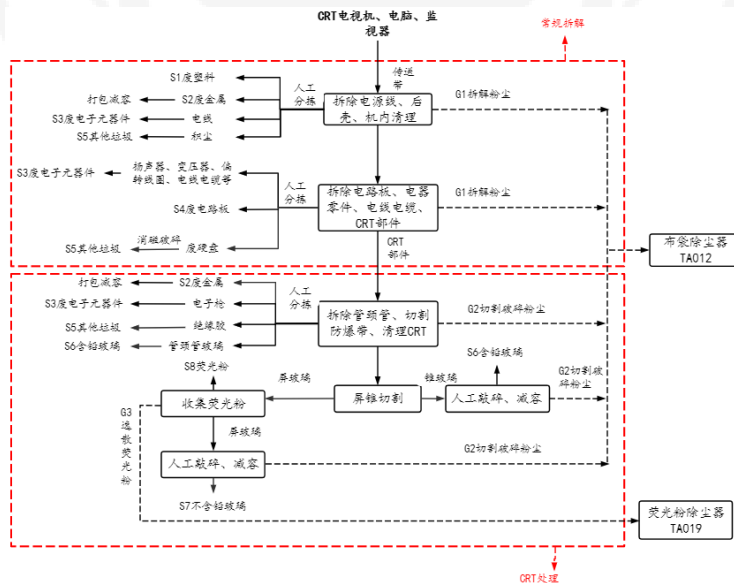 CRT电视机、电脑、监
视器
常规拆解
传送
带
S1废塑料
人工
分拣
打包减容
S2废金属
拆除电源线、后
壳、机内清理
G1拆解粉尘
S3废电子元器件
电线
S5其他垃圾
积尘
S3废电子元器件
扬声器、变压器、偏
转线圈、电线电缆等
人工
分拣
拆除电路板、电器
零件、电线电缆、
CRT部件
G1拆解粉尘
S4废电路板
S5其他垃圾
消磁破碎
废硬盘
CRT
部件
布袋除尘器
TA012
打包减容
S2废金属
人工
分拣
S3废电子元器件
电子枪
拆除管颈管、切割
防爆带、清理CRT
G2切割破碎粉尘
S5其他垃圾
绝缘胶
S6含铅玻璃
管颈管玻璃
S6含铅玻璃
S8荧光粉
屏玻璃
锥玻璃
G2切割破
碎粉尘
收集荧光粉
屏锥切割
人工敲碎、减容
G3
逸
散
荧
光
粉
屏玻璃
人工敲碎、减容
G2切割破碎粉尘
S7不含铅玻璃
荧光粉除尘器
TA019
CRT处理